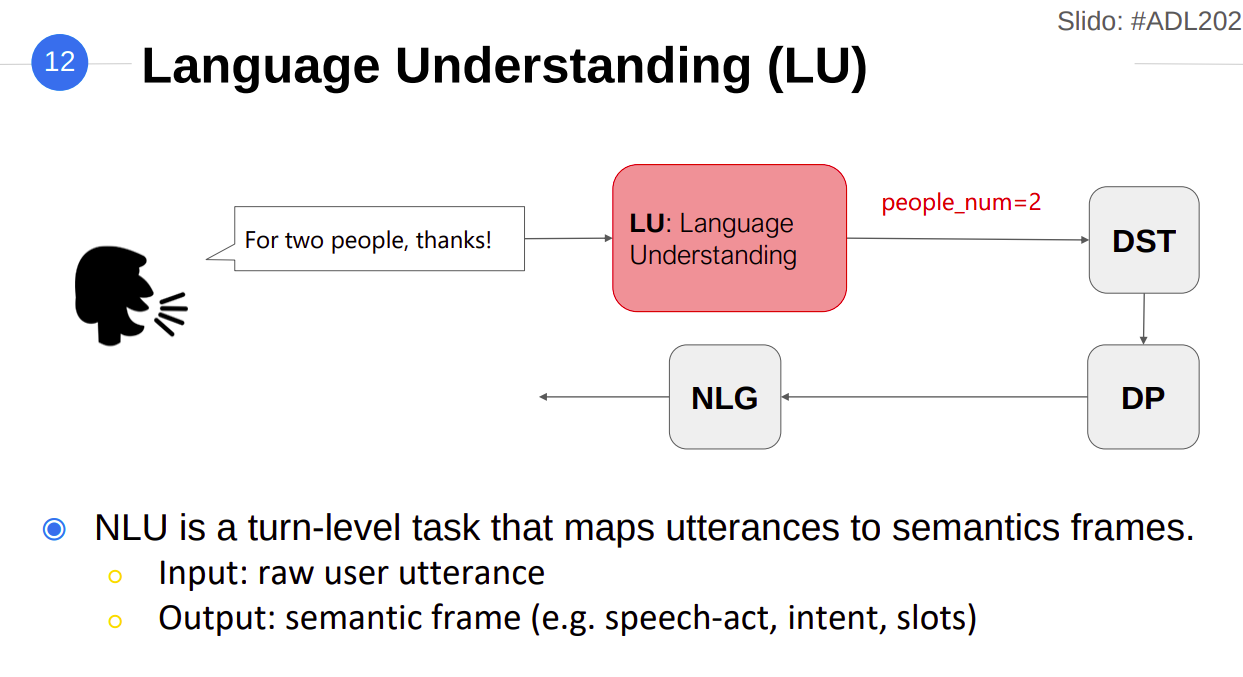 Slido: #ADL202
12
Language Understanding (LU)
For two people, thanks!
LU: Language
Understanding
people_num=2
DST
NLG
DP
NLU is a turn-level task that maps utterances to semantics frames.
Input: raw user utterance
Output: semantic frame (e.g. speech-act, intent, slots)